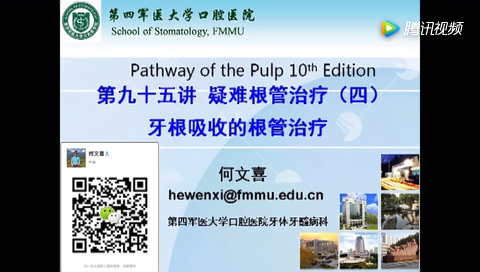 第四军医大学口腔医院
School of Stomatology, FMMU
腾讯视频
Pathway of the Pulp 10th Edition
第九十五讲 疑难根管治疗（四）
牙根吸收的根管治疗
何文喜
何文喜
hewenxi@fmmu.edu.cn
第四军医大学口腔医院牙体牙髓病科